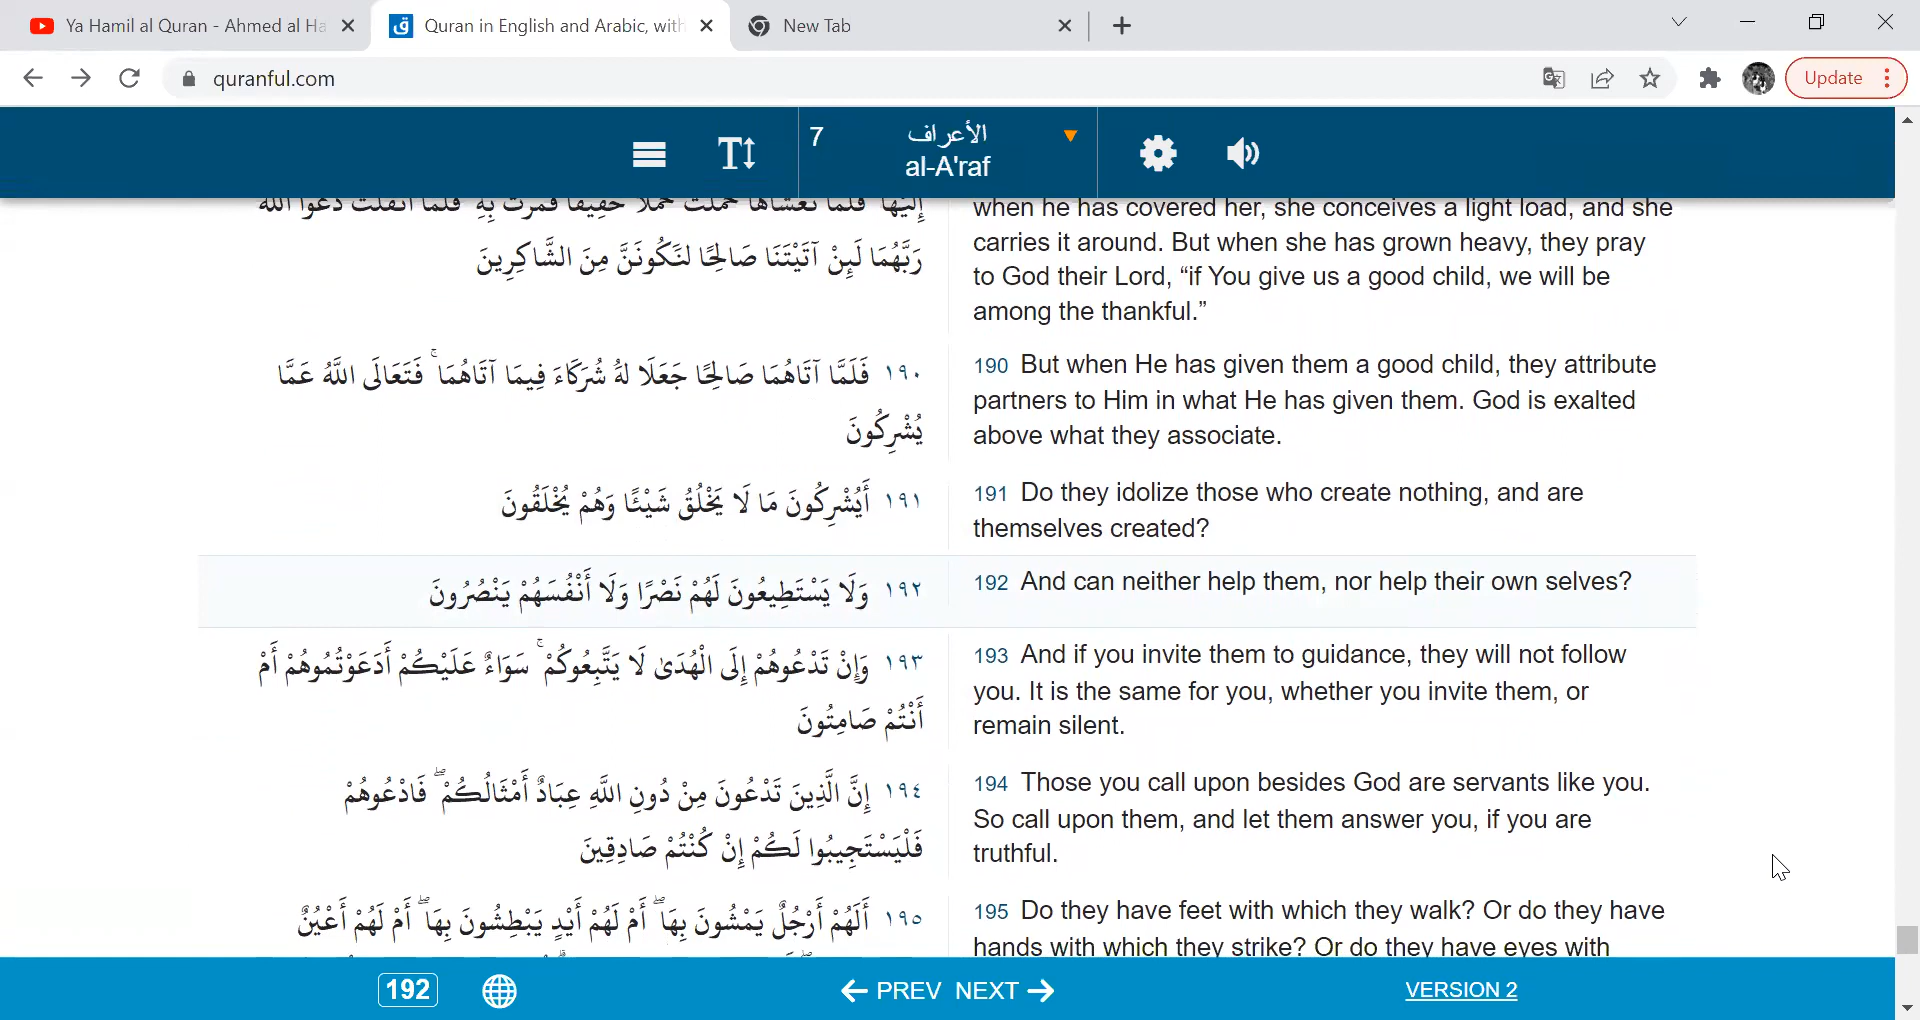 Ya Hamil al Quran - Ahmed al Ha
Quran in English and Arabic, with
New Tab
quranful.com
Update
7
الأعراف
al-A'raf
إِلَيْهَا ۖ فَلَمَّا تَغَشَّاهَا حَمَلَتْ حَمْلًا خَفِيفًا فَمَرَّتْ بِهِ ۖ فَلَمَّا أَثْقَلَتْ دَعَوَا اللَّهَ
رَبَّهُمَا لَئِنْ آتَيْتَنَا صَالِحًا لَنَكُونَنَّ مِنَ الشَّاكِرِينَ
when he has covered her, she conceives a light load, and she
carries it around. But when she has grown heavy, they pray
to God their Lord, “if You give us a good child, we will be
among the thankful.”
١٩٠ فَلَمَّا آتَاهُمَا صَالِحًا جَعَلَا لَهُ شُرَكَاءَ فِيمَا آتَاهُمَا ۚ فَتَعَالَى اللَّهُ عَمَّا
يُشْرِكُونَ
190 But when He has given them a good child, they attribute
partners to Him in what He has given them. God is exalted
above what they associate.
١٩١ أَيُشْرِكُونَ مَا لَا يَخْلُقُ شَيْئًا وَهُمْ يُخْلَقُونَ
191 Do they idolize those who create nothing, and are
themselves created?
١٩٢ وَلَا يَسْتَطِيعُونَ لَهُمْ نَصْرًا وَلَا أَنْفُسَهُمْ يَنْصُرُونَ
192 And can neither help them, nor help their own selves?
١٩٣ وَإِنْ تَدْعُوهُمْ إِلَى الْهُدَىٰ لَا يَتَّبِعُوكُمْ ۚ سَوَاءٌ عَلَيْكُمْ أَدَعَوْتُمُوهُمْ أَمْ
أَنْتُمْ صَامِتُونَ
193 And if you invite them to guidance, they will not follow
you. It is the same for you, whether you invite them, or
remain silent.
١٩٤ إِنَّ الَّذِينَ تَدْعُونَ مِنْ دُونِ اللَّهِ عِبَادٌ أَمْثَالُكُمْ ۖ فَادْعُوهُمْ
فَلْيَسْتَجِيبُوا لَكُمْ إِنْ كُنْتُمْ صَادِقِينَ
194 Those you call upon besides God are servants like you.
So call upon them, and let them answer you, if you are
truthful.
١٩٥ أَلَهُمْ أَرْجُلٌ يَمْشُونَ بِهَا ۖ أَمْ لَهُمْ أَيْدٍ يَبْطِشُونَ بِهَا ۖ أَمْ لَهُمْ أَعْيُنٌ
195 Do they have feet with which they walk? Or do they have
hands with which they strike? Or do they have eyes with
192
PREV NEXT
VERSION 2